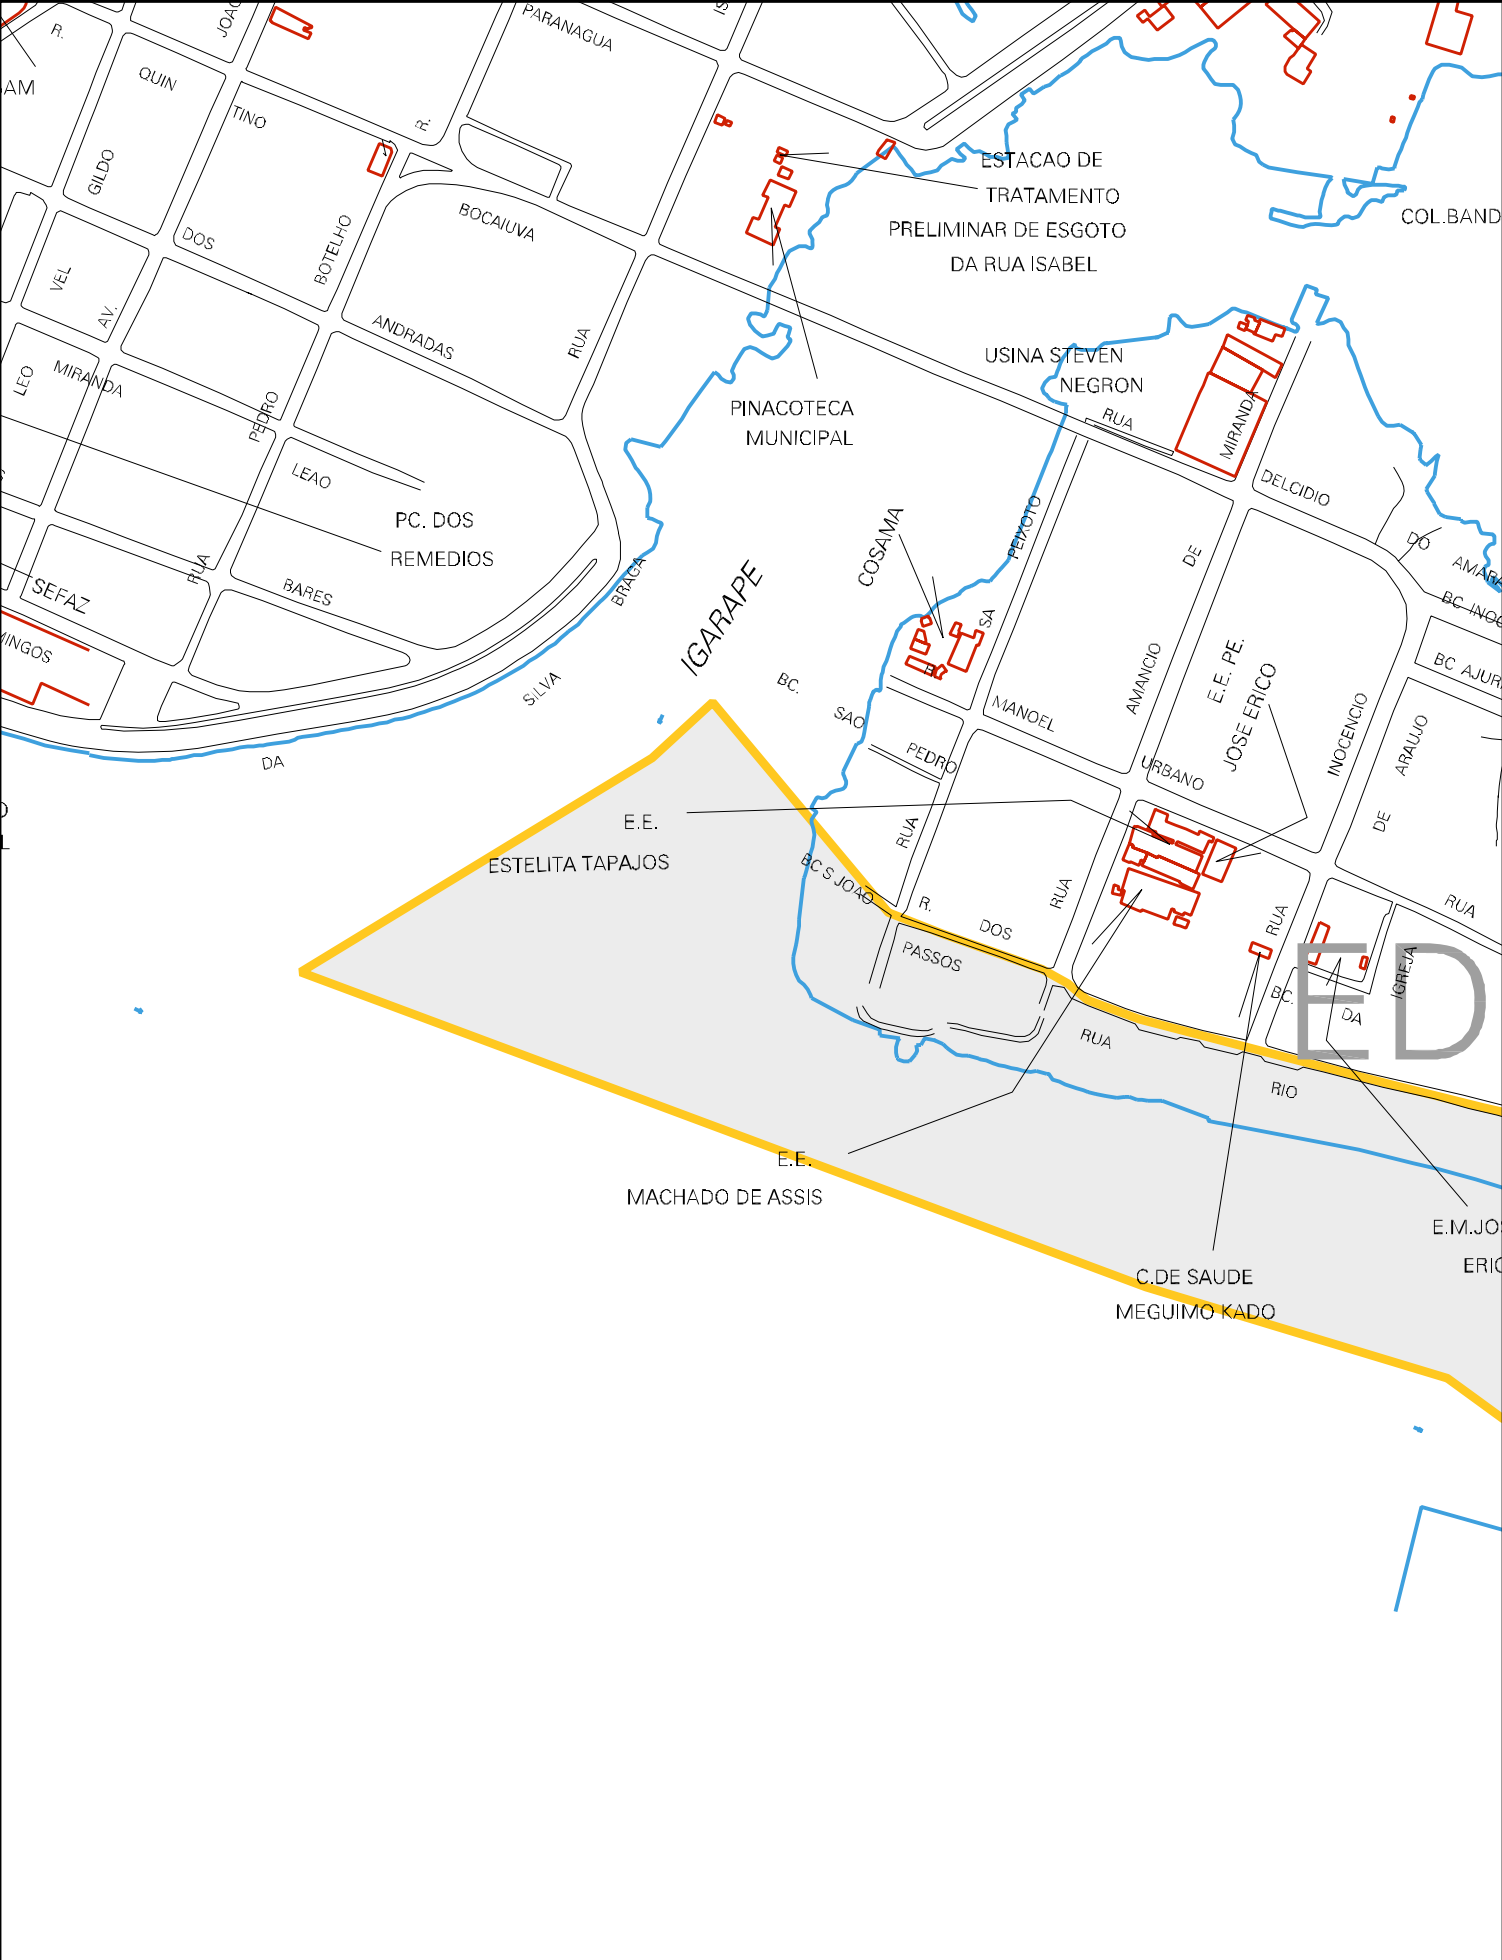 R.
QUIN
TINO
GILDO
R.
PARANAGUA
BOCAIUVA
DOS
BOTELHO
VEL
AV.
ANDRADAS
RUA
LEO
MIRANDA
PEDRO
LEAO
PC. DOS
REMEDIOS
RUA
BARES
SEFAZ
BRAGA
SILVA
DA
IGARAPE
ESTACAO DE
TRATAMENTO
PRELIMINAR DE ESGOTO
DA RUA ISABEL
COL.BAND
PINACOTECA
MUNICIPAL
USINA STEVEN
NEGRON
RUA
MIRANDA
DELCIDIO
DO
BC
COSAMA
PEIXOTO
SA
DE
AMANCIO
E.E. PE.
JOSE ERICO
INOCENCIO
ARAUJO
DE
BC.
SAO
PEDRO
MANOEL
URBANO
RUA
E.E.
ESTELITA TAPAJOS
BC S JOAO
R.
DOS
PASSOS
RUA
RUA
RUA
IGREJA
BC.
DA
ED
RUA
RIO
E.E.
MACHADO DE ASSIS
C.DE SAUDE
MEGUIMO KADO
E.M.JO